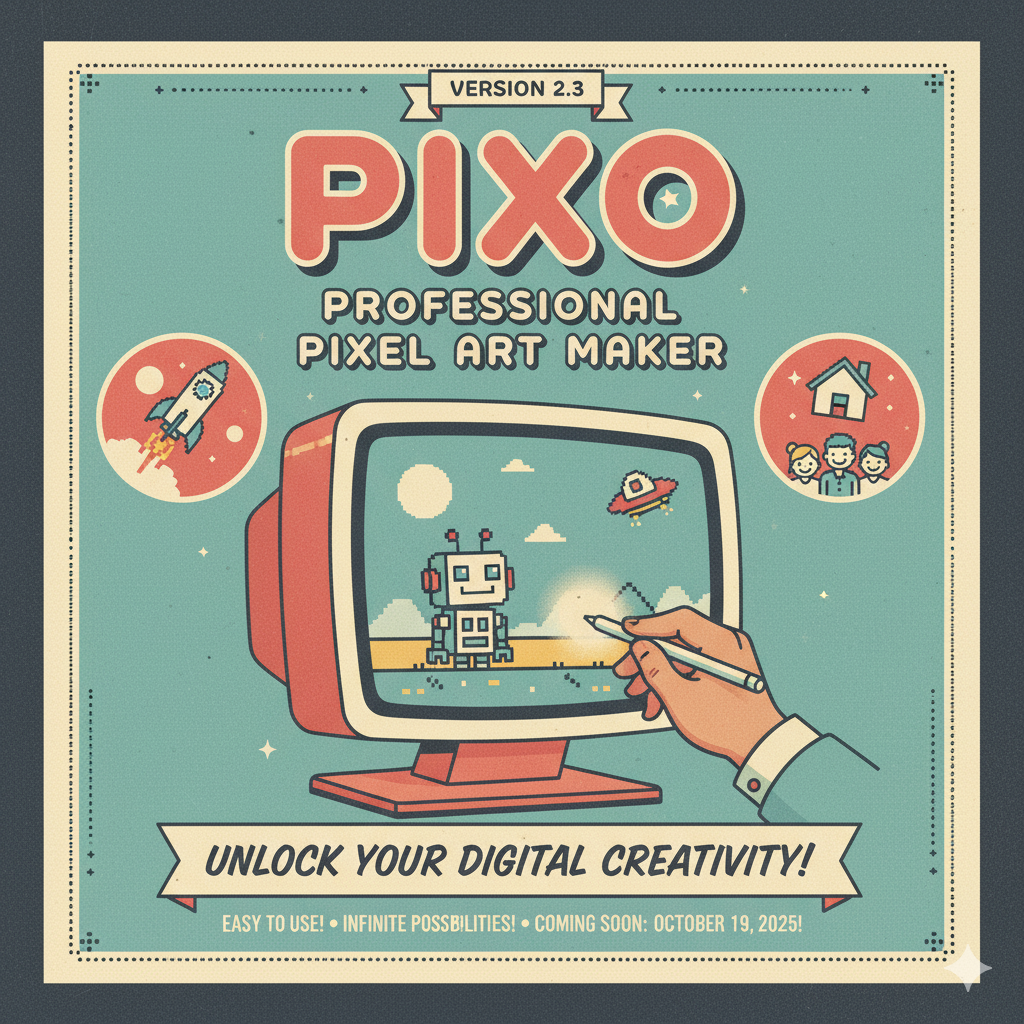 VERSION 2.3
PIXO
PROFESSIONAL
PIXEL ART MAKER
UNLOCK YOUR DIGITAL CREATIVITY!
EASY TO USE! • INFINITE POSSBILITIES! • COMING SOON: OCTOBER 19, 2025!